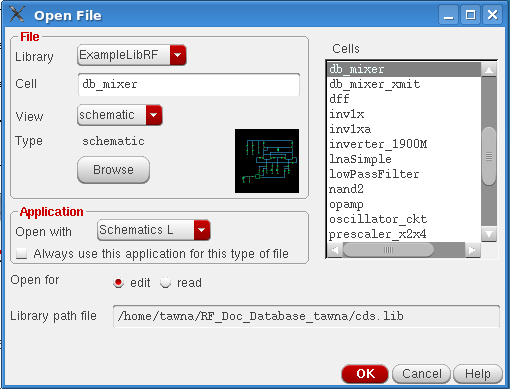 Open File
File
Library ExampleLibRF
Cell db_mixer
View schematic
Type schematic
Browse
Application
Open with Schematics L
Always use this application for this type of file
Open for edit read
Library path file /home/tawna/RF_Doc_Database_tawna/cds.lib
Cells
db_mixer
db_mixer_xmit
dff
inv1x
inv1xa
inverter_1900M
lnaSimple
lowPassFilter
nand2
opamp
oscillator_ckt
prescaler_x2x4
OK Cancel Help